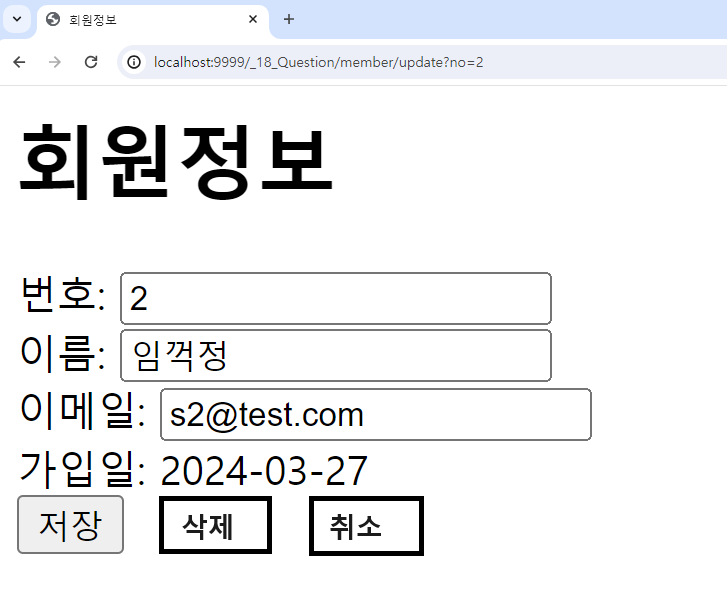 회원정보
localhost:9999/_18_Question/member/update?no=2
회원정보
번호: 2
이름: 임꺽정
이메일: s2@test.com
가입일: 2024-03-27
저장 삭제 취소